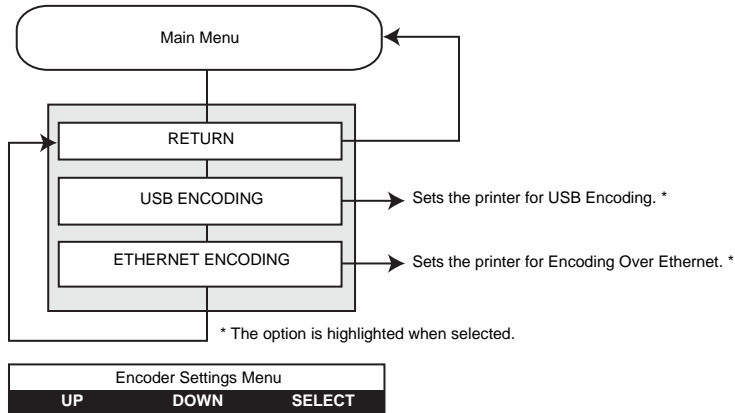 Main Menu
RETURN
USB ENCODING
Sets the printer for USB Encoding. *
ETHERNET ENCODING
Sets the printer for Encoding Over Ethernet. *
* The option is highlighted when selected.
Encoder Settings Menu
UP DOWN SELECT